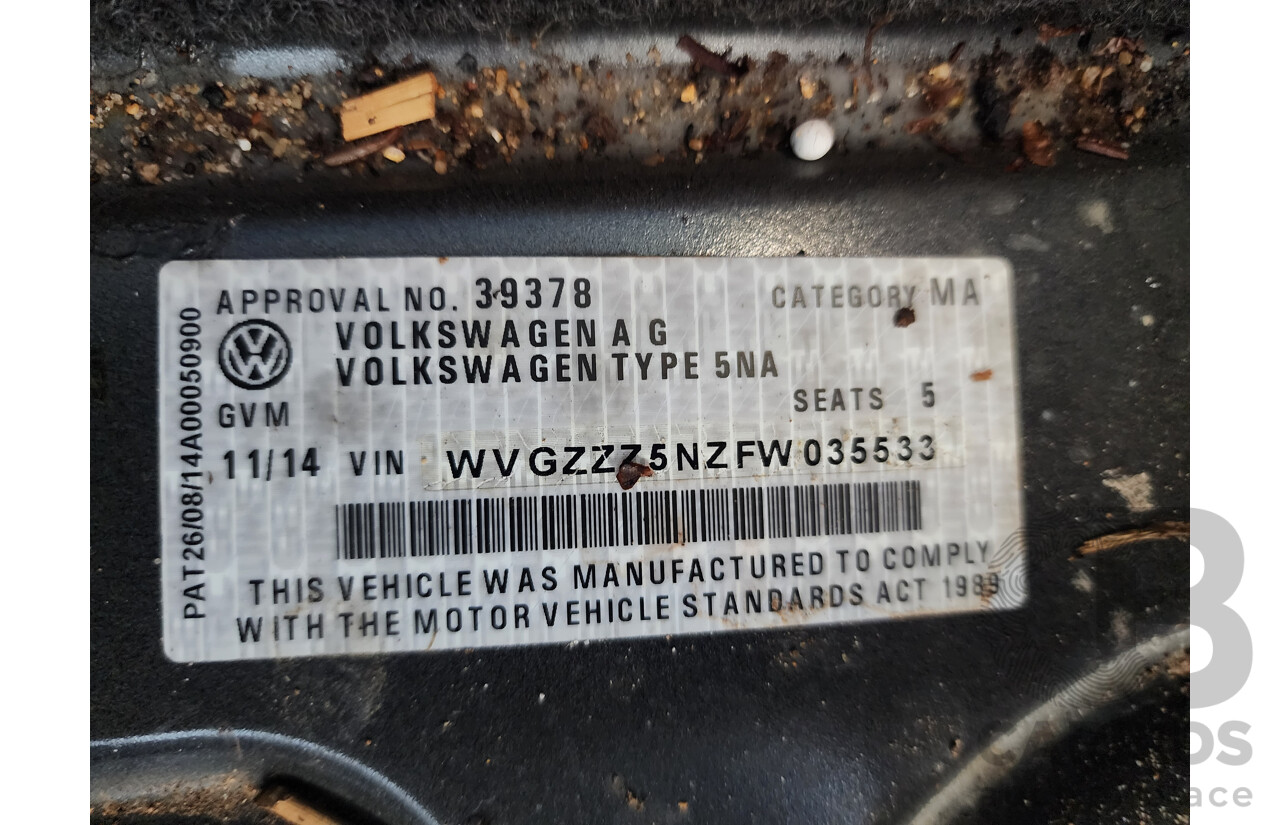 APPROVAL NO. 39378 CATEGORY MA
VOLKSWAGEN A G
VOLKSWAGEN TYPE 5NA
SEATS 5
GVM
11/14 VIN WVGZZZ5NZFW035533
THIS VEHICLE WAS MANUFACTURED TO COMPLY
WITH THE MOTOR VEHICLE STANDARDS ACT 1989
PAT26/08/14A00050900